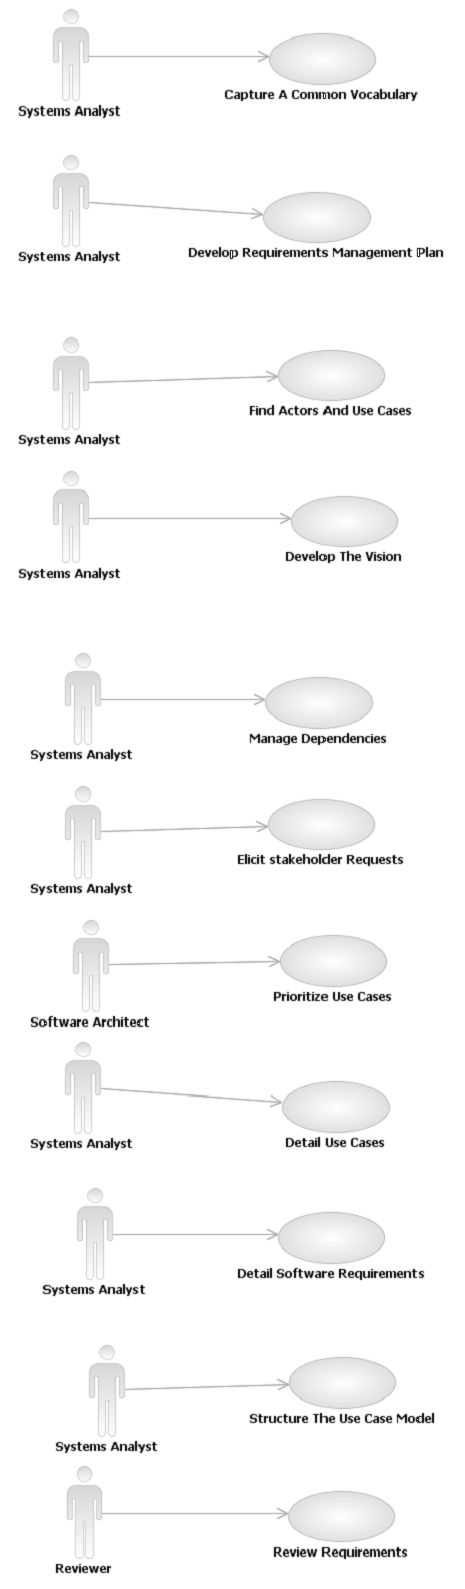 Capture A Common Vocabulary
Systems Analyst
Develop Requirements Management Plan
Systems Analyst
Find Actors And Use Cases
Systems Analyst
Develop The Vision
Systems Analyst
Manage Dependencies
Systems Analyst
Elicit stakeholder Requests
Systems Analyst
Prioritize Use Cases
Software Architect
Detail Use Cases
Systems Analyst
Detail Software Requirements
Systems Analyst
Structure The Use Case Model
Systems Analyst
Review Requirements
Reviewer